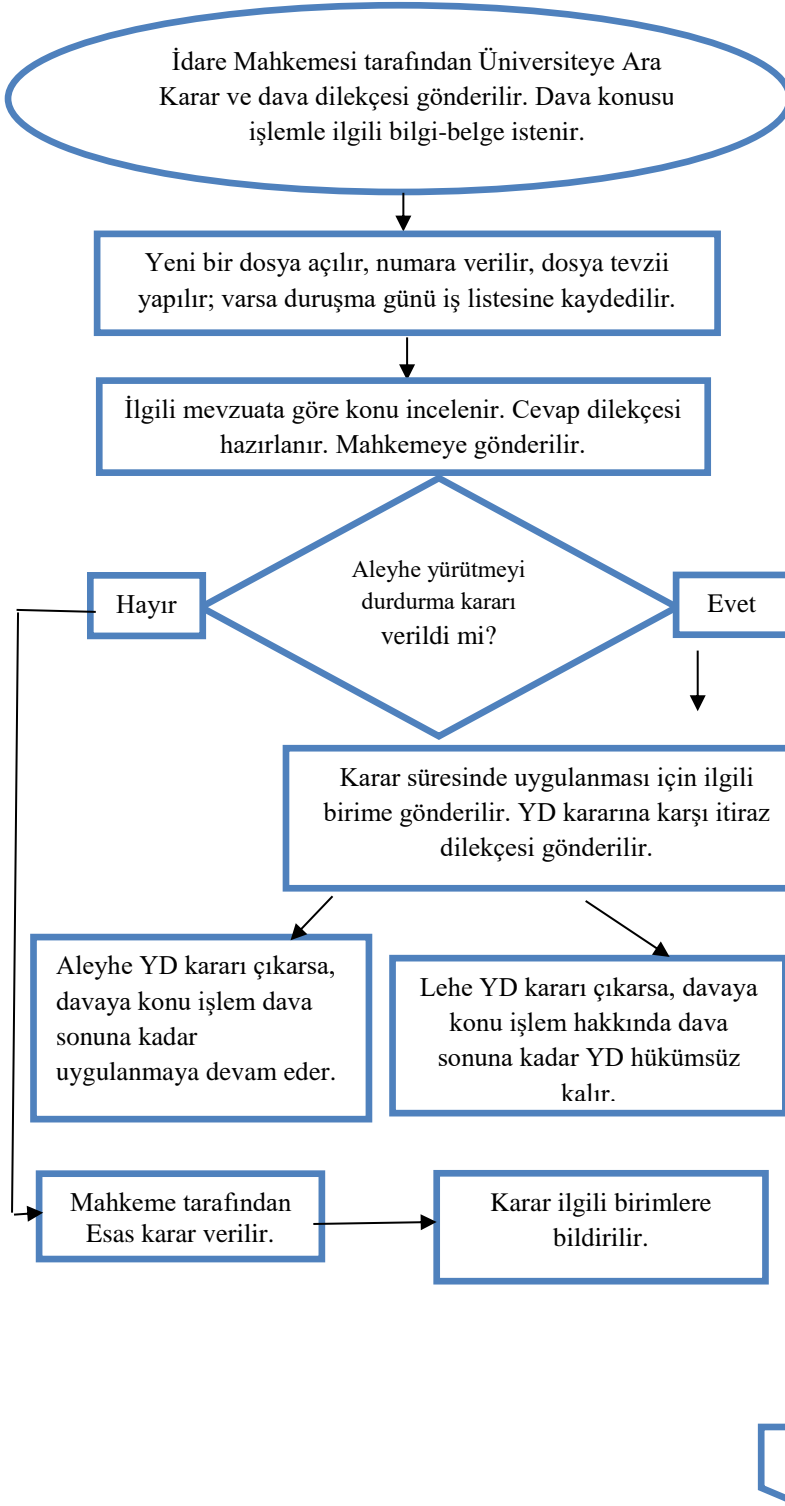 İdare Mahkemesi tarafından Üniversiteye Ara
Karar ve dava dilekçesi gönderilir. Dava konusu
işlemle ilgili bilgi-belge istenir.
Yeni bir dosya açılır, numara verilir, dosya tevzii
yapılır; varsa duruşma günü iş listesine kaydedilir.
İlgili mevzuata göre konu incelenir. Cevap dilekçesi
hazırlanır. Mahkemeye gönderilir.
Aleyhe yürütmeyi
durdurma kararı
verildi mi?
Hayır
Evet
Karar süresinde uygulanması için ilgili
birime gönderilir. YD kararına karşı itiraz
dilekçesi gönderilir.
Aleyhe YD kararı çıkarsa,
davaya konu işlem dava
sonuna kadar
uygulanmaya devam eder.
Lehe YD kararı çıkarsa, davaya
konu işlem hakkında dava
sonuna kadar YD hükümsüz
kalır.
Mahkeme tarafından
Esas karar verilir.
Karar ilgili birimlere
bildirilir.